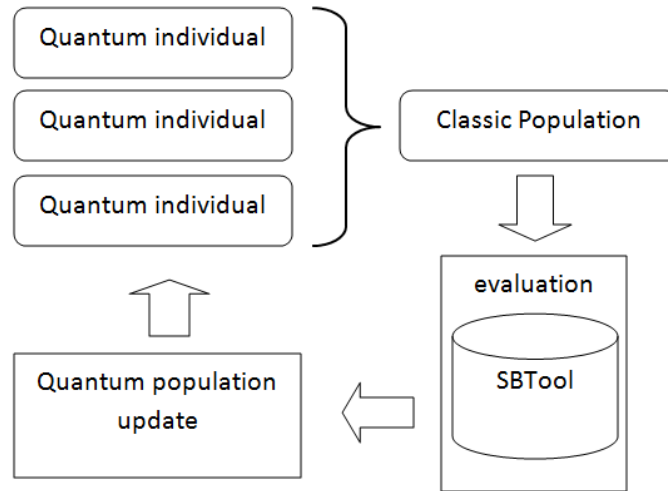 Quantum individual
Quantum individual
Quantum individual
Classic Population
evaluation
SBTool
Quantum population
update